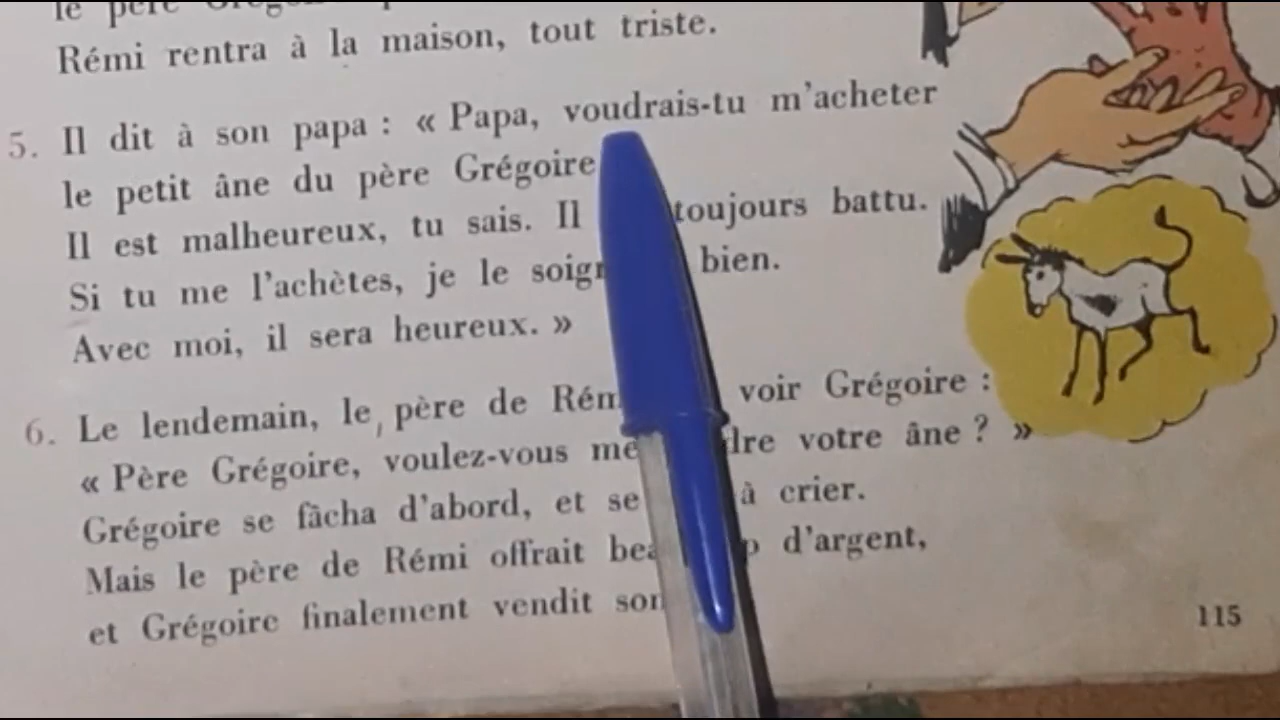 le père
Rémi rentra à la maison, tout triste.
5. Il dit à son papa : « Papa, voudrais-tu m'acheter
le petit âne du père Grégoire
Il est malheureux, tu sais. Il toujours battu.
Si tu me l'achètes, je le bien.
Avec moi, il sera heureux. »
6. Le lendemain, le père de voir Grégoire :
« Père Grégoire, voulez-vous votre âne ? »
Grégoire se fâcha d'abord, et se à crier.
Mais le père de Rémi offrait d'argent,
et Grégoire finalement vendit
115